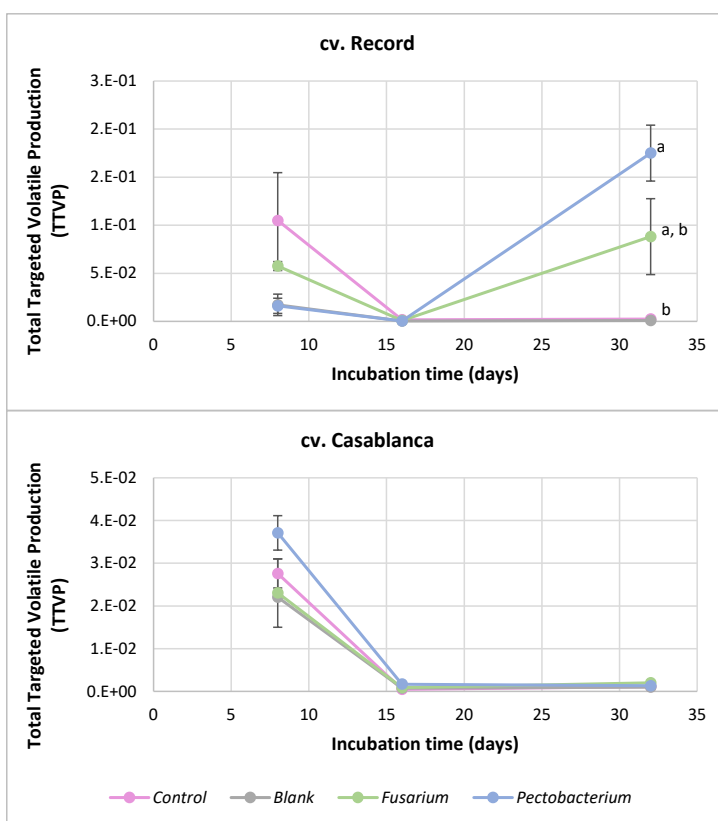 cv. Record
Total Targeted Volatile Production
(TTVP)
3.E-01
2.E-01
2.E-01
1.E-01
5.E-02
0.E+00
a
a, b
b
0 5 10 15 20 25 30 35
Incubation time (days)
cv. Casablanca
Total Targeted Volatile Production
(TTVP)
5.E-02
4.E-02
3.E-02
2.E-02
1.E-02
0.E+00
0 5 10 15 20 25 30 35
Incubation time (days)
Control Blank Fusarium Pectobacterium